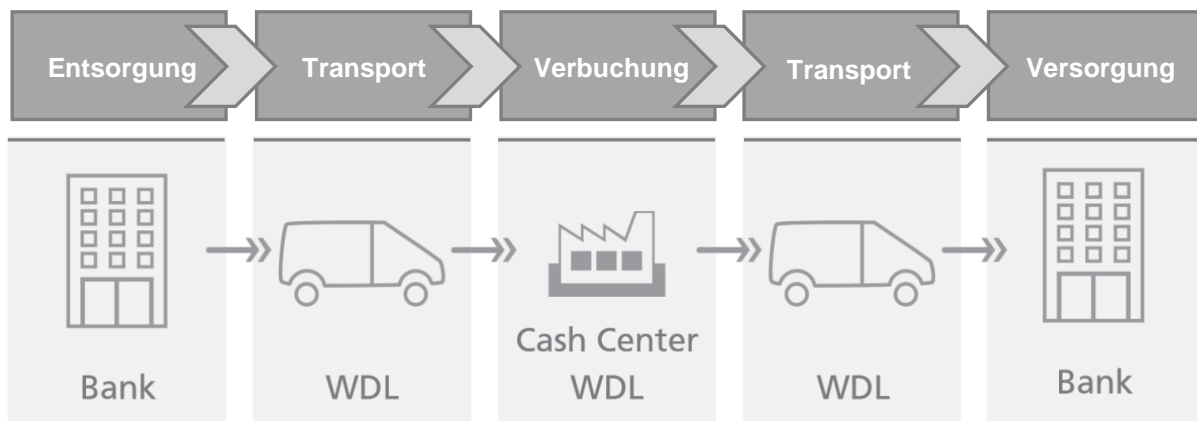 Entsorgung
Transport
Verbuchung
Transport
Versorgung
Bank
WDL
Cash Center
WDL
WDL
Bank